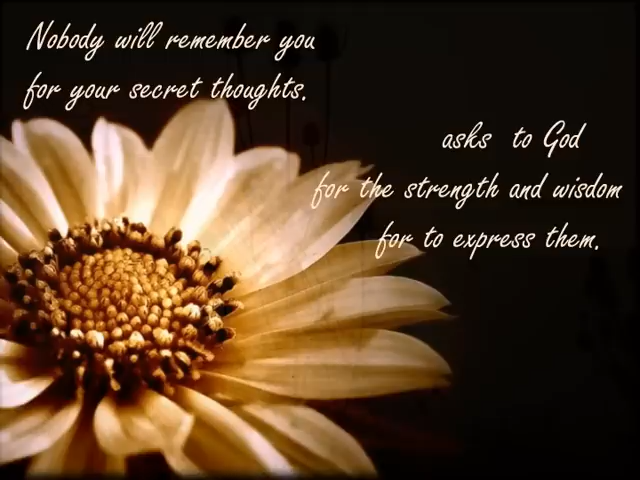 Nobody will remember you
for your secret thoughts.
asks to God
for the strength and wisdom
for to express them.